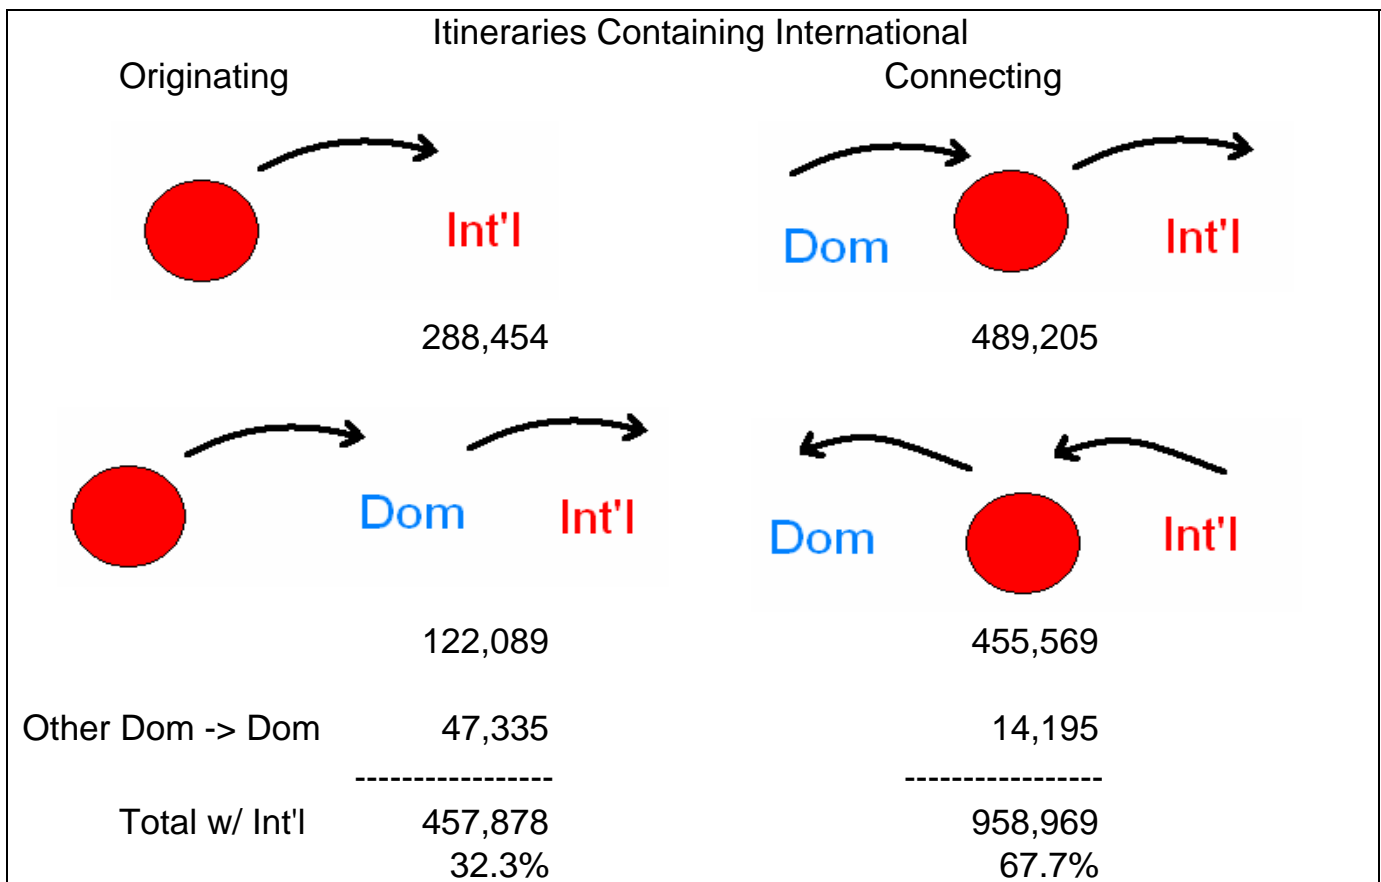 Itineraries Containing International
Originating Connecting
Int'l
Dom Int'l
288,454 489,205
Dom Int'l
Dom Int'l
122,089 455,569
Other Dom -> Dom 47,335 14,195
----------------- -----------------
Total w/ Int'l 457,878 958,969
32.3% 67.7%